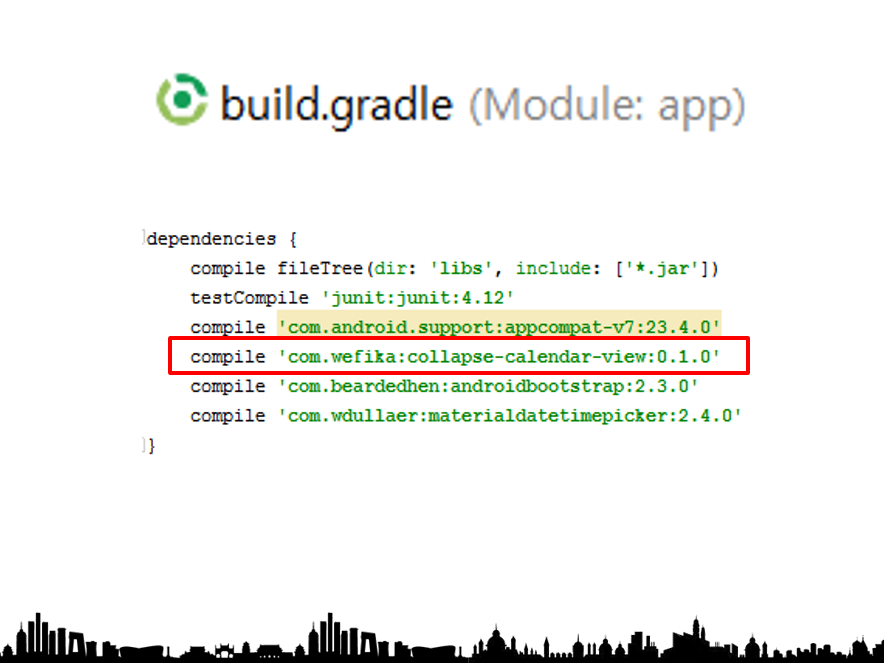 build.gradle (Module: app)
dependencies {
compile fileTree(dir: 'libs', include: ['*.jar'])
testCompile 'junit:junit:4.12'
compile 'com.android.support:appcompat-v7:23.4.0'
compile 'com.wefika:collapse-calendar-view:0.1.0'
compile 'com.beardedhen:androidbootstrap:2.3.0'
compile 'com.wdullaer:materialdatetimepicker:2.4.0'
}